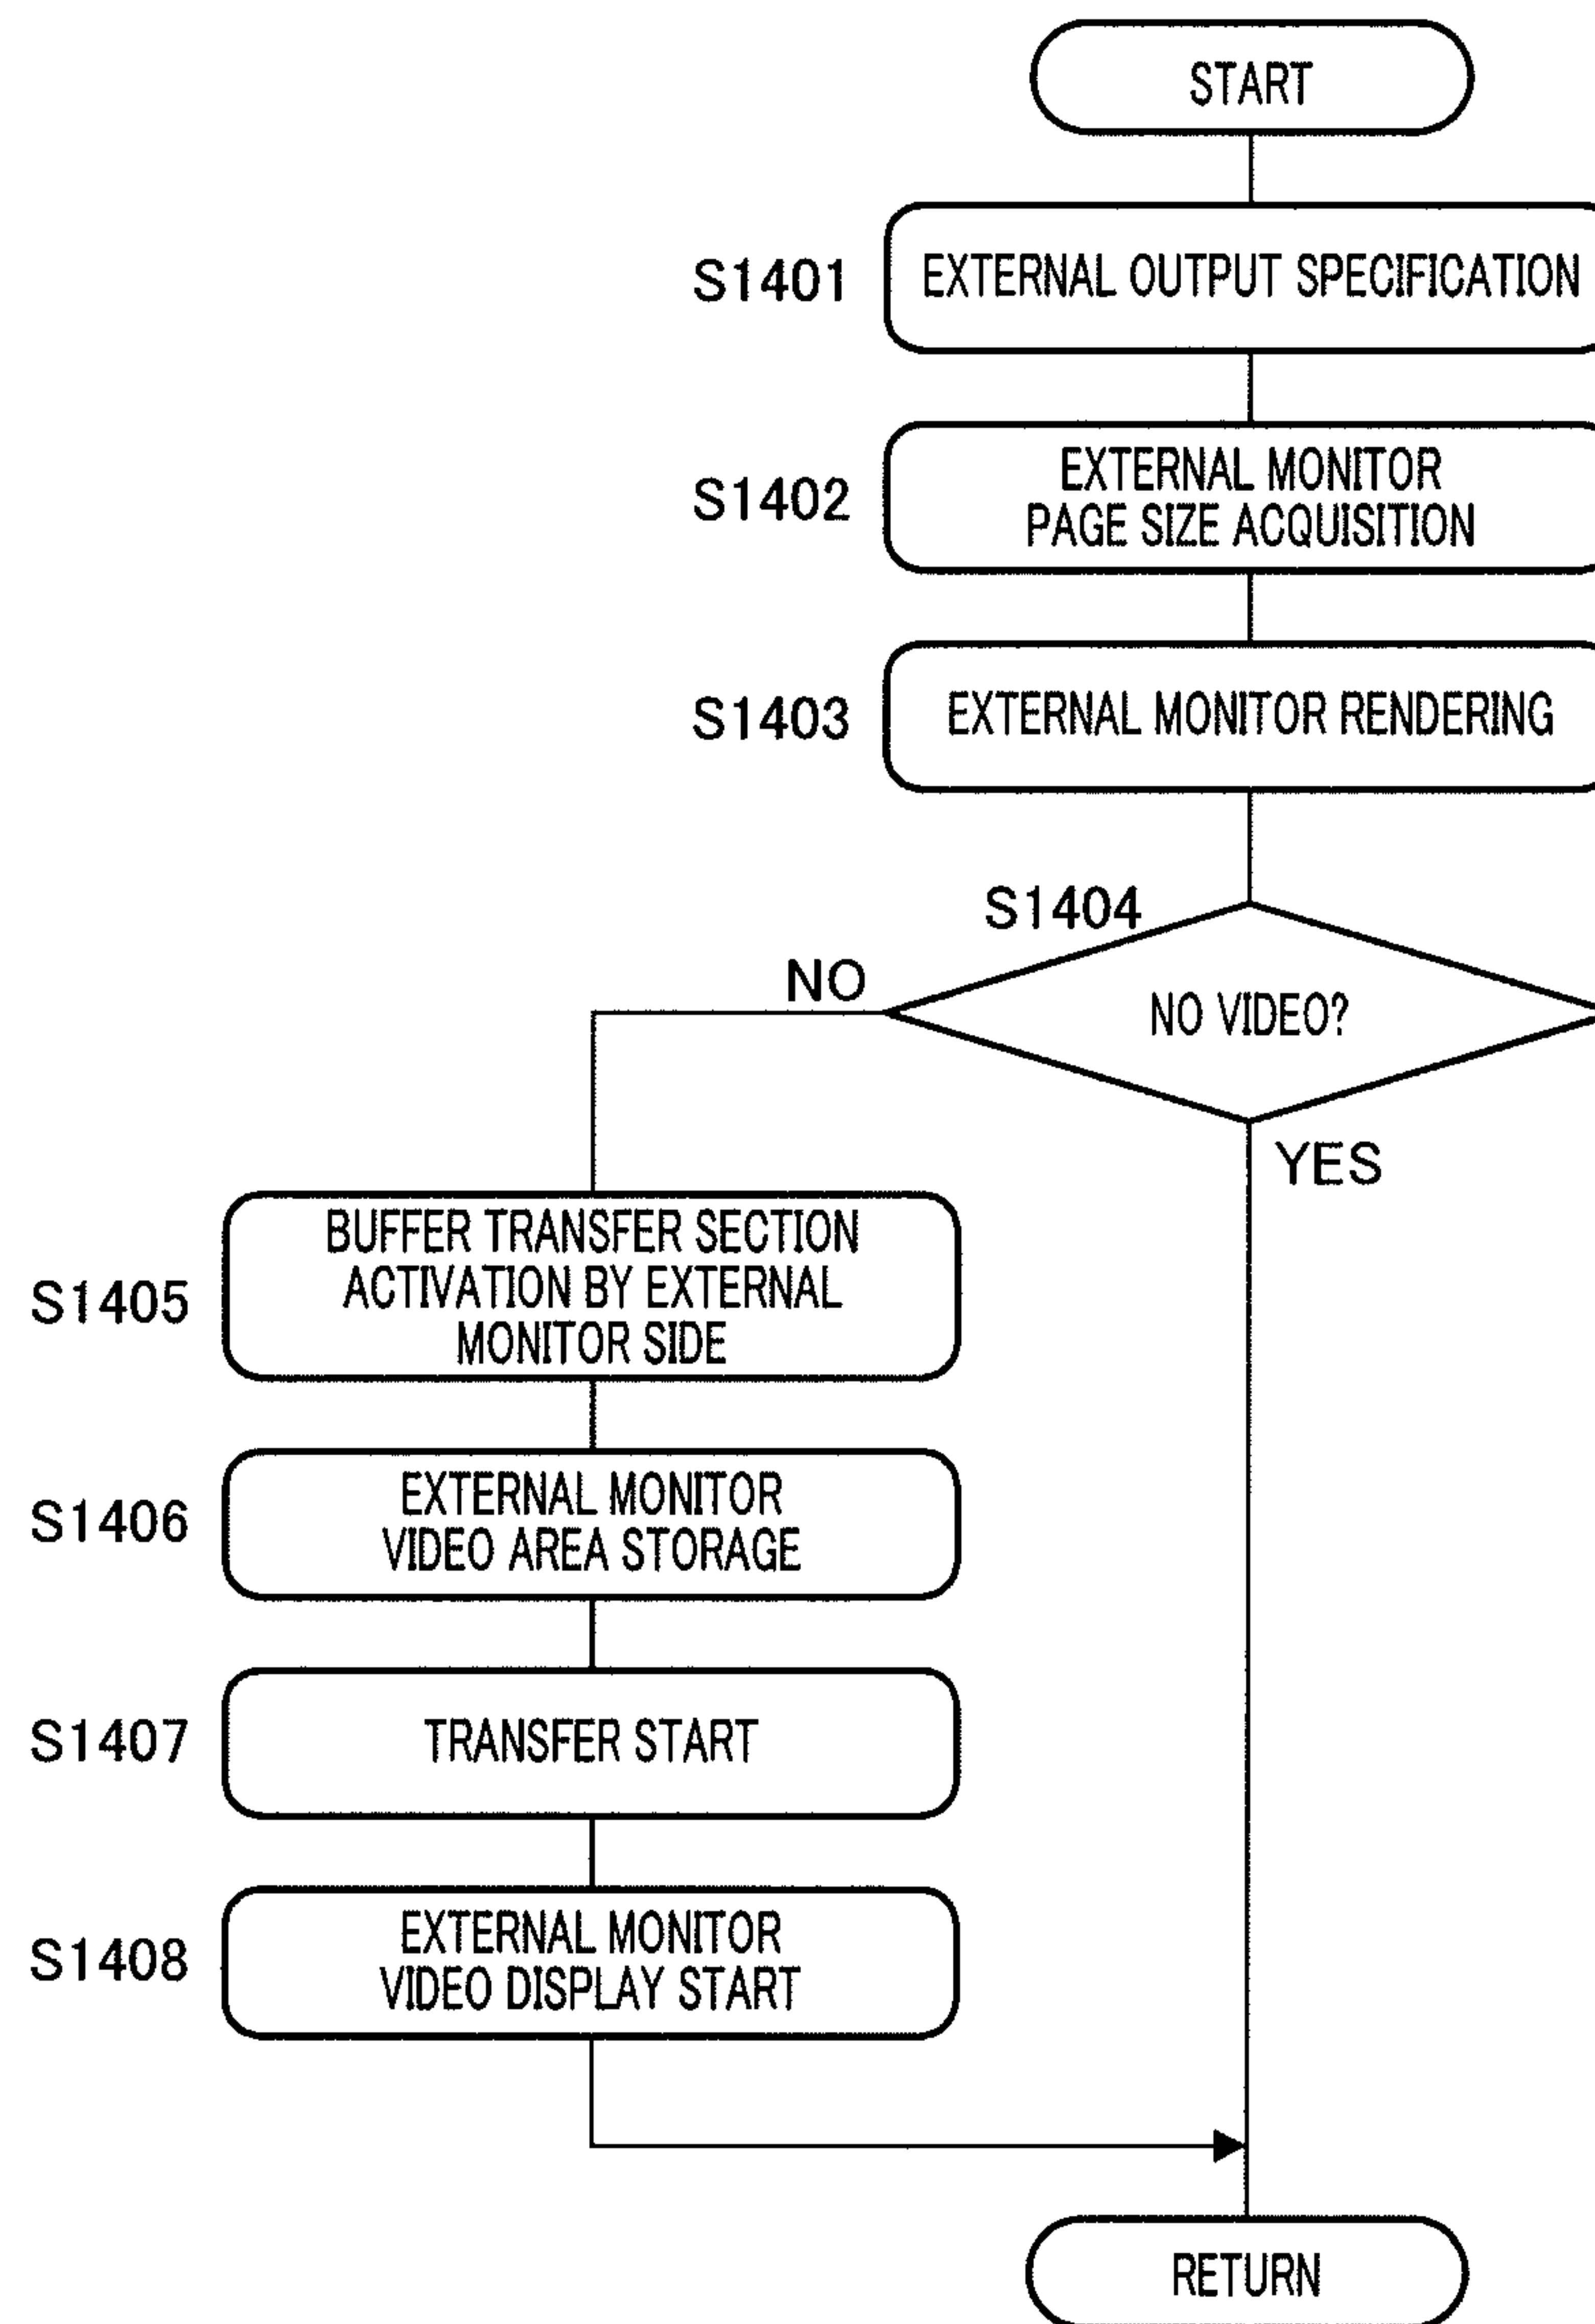 START
S1401
EXTERNAL OUTPUT SPECIFICATION
S1402
EXTERNAL MONITOR
PAGE SIZE ACQUISITION
S1403
EXTERNAL MONITOR RENDERING
S1404
NO
NO VIDEO?
YES
S1405
BUFFER TRANSFER SECTION
ACTIVATION BY EXTERNAL
MONITOR SIDE
S1406
EXTERNAL MONITOR
VIDEO AREA STORAGE
S1407
TRANSFER START
S1408
EXTERNAL MONITOR
VIDEO DISPLAY START
RETURN